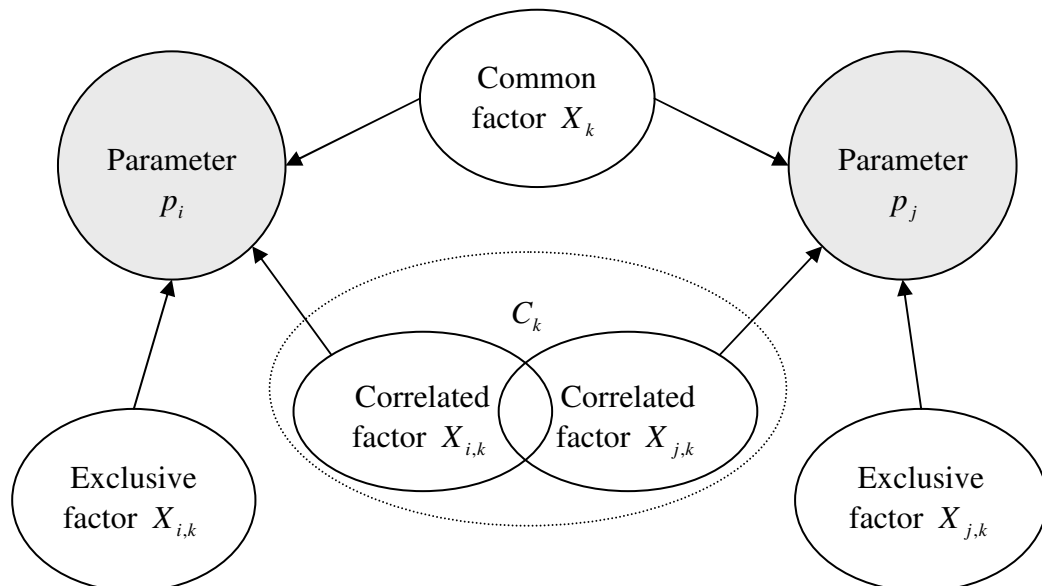 Common
factor X_k
Parameter
p_i
Parameter
p_j
C_k
Correlated
factor X_{i,k}
Correlated
factor X_{j,k}
Exclusive
factor X_{i,k}
Exclusive
factor X_{j,k}